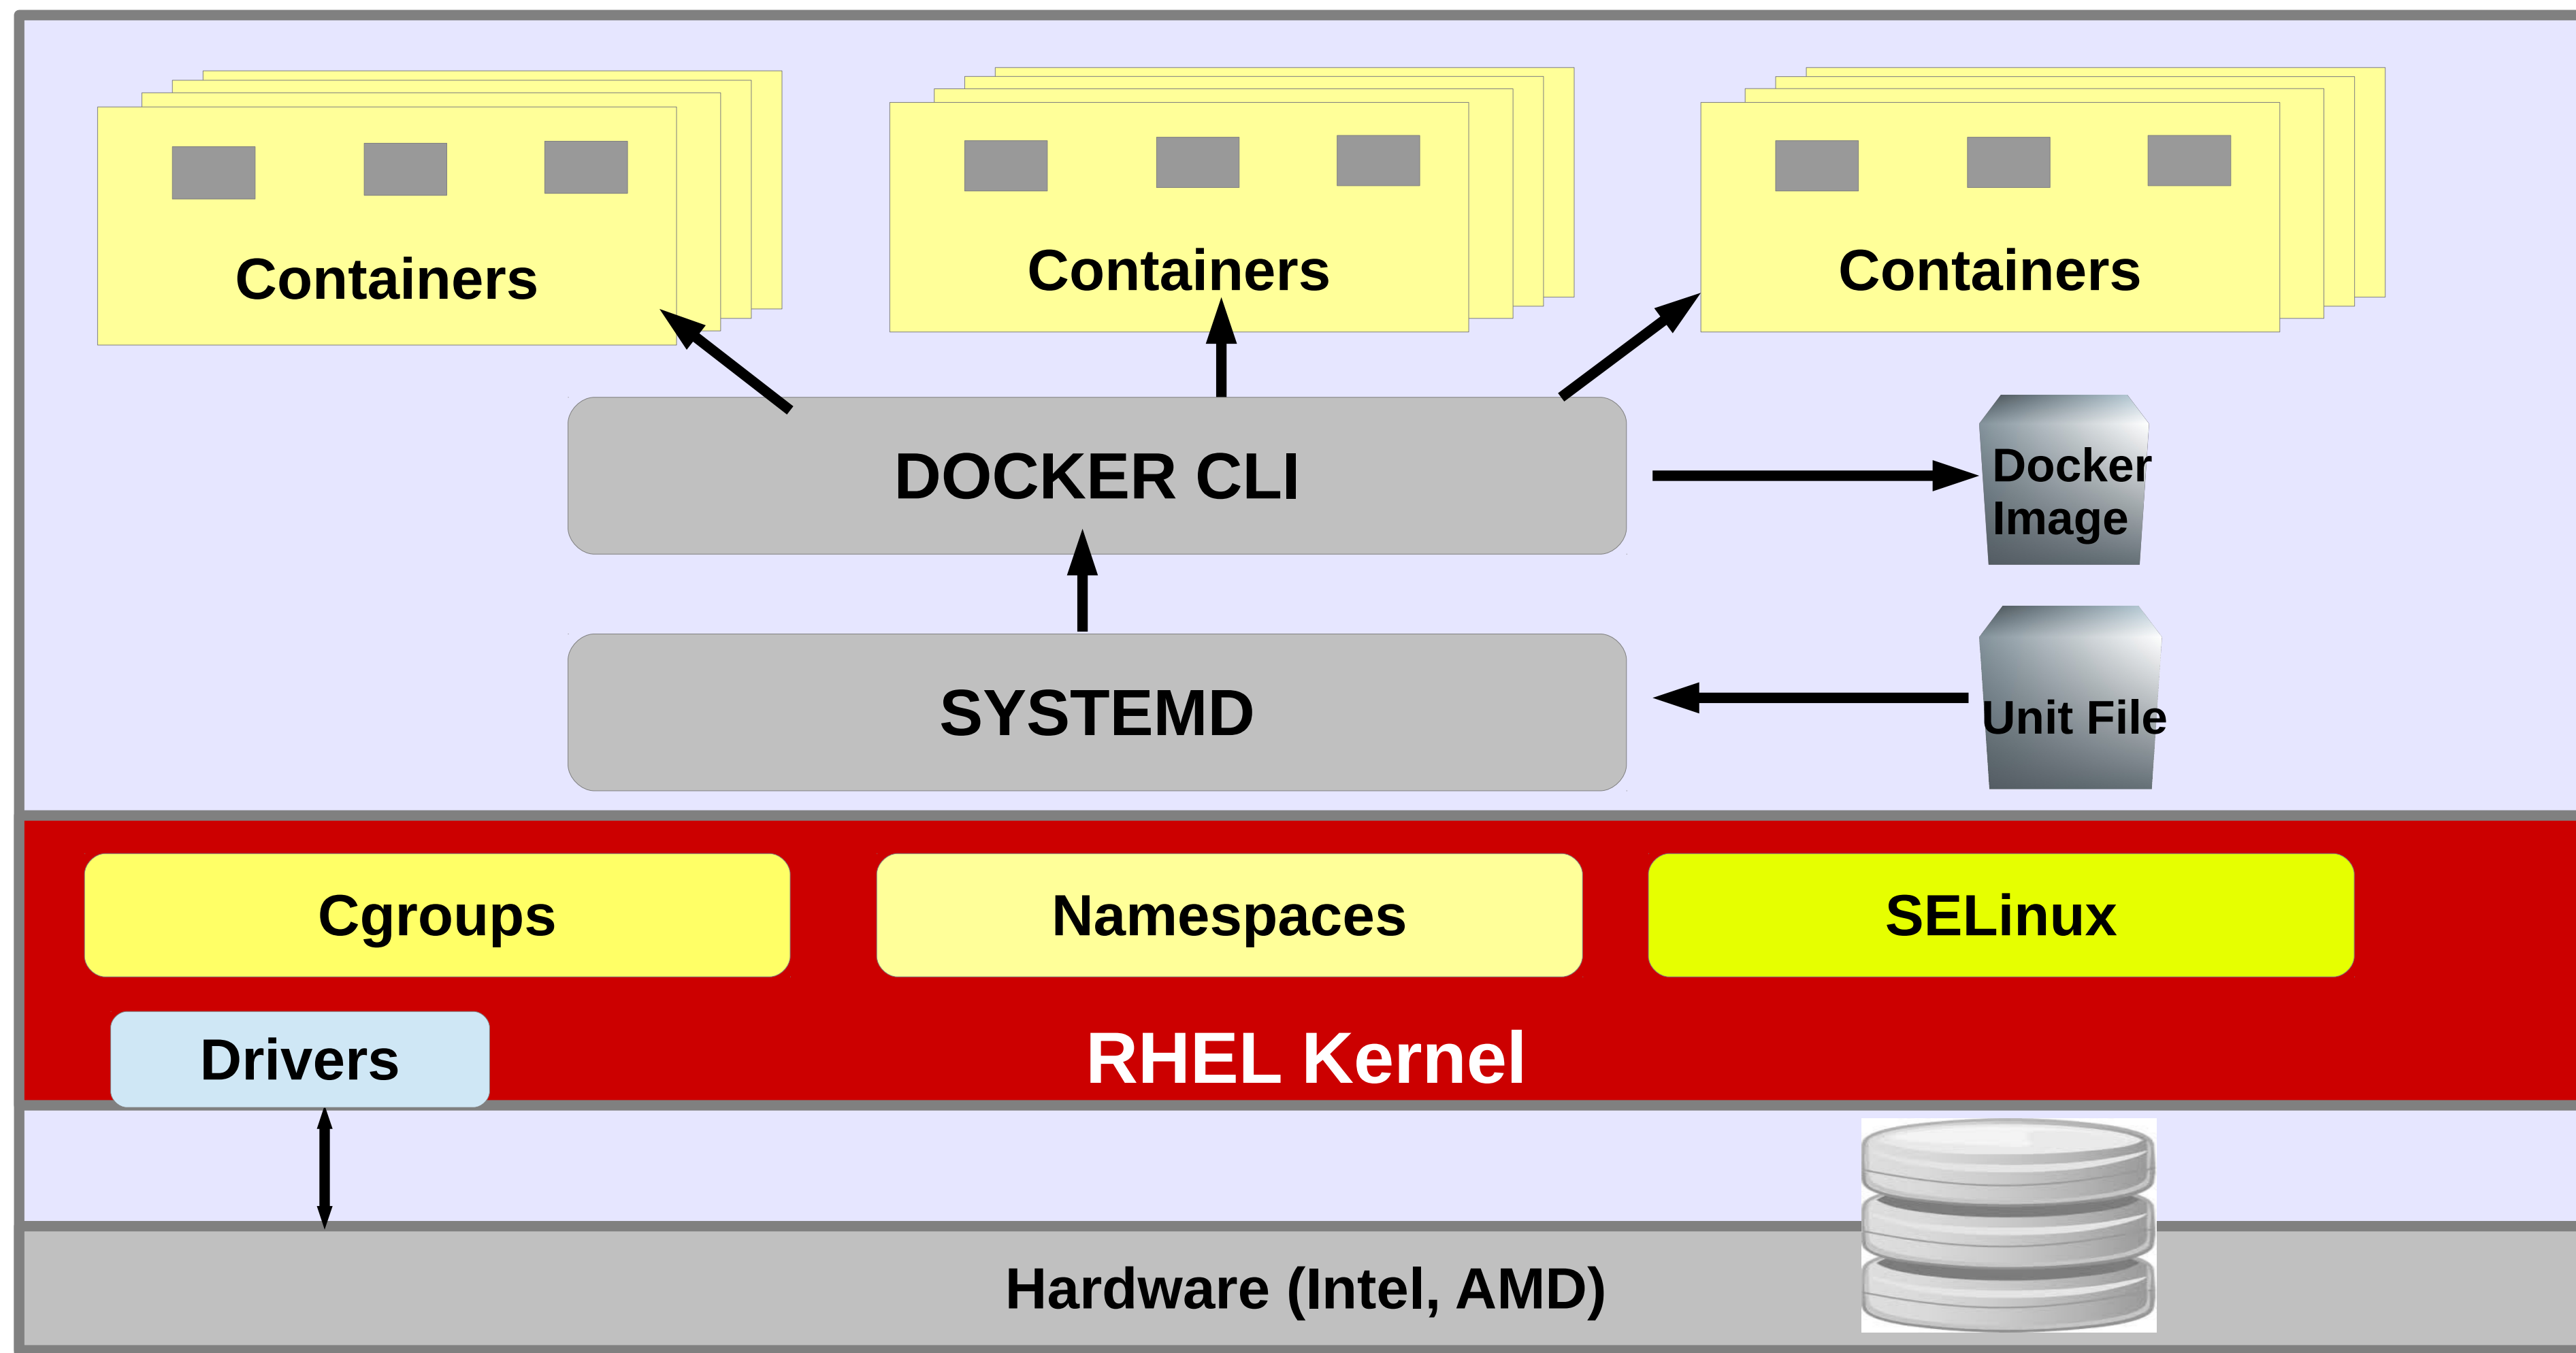 Containers
Containers
Containers
DOCKER CLI
Docker
Image
SYSTEMD
Unit File
Cgroups
Namespaces
SELinux
Drivers
RHEL Kernel
Hardware (Intel, AMD)